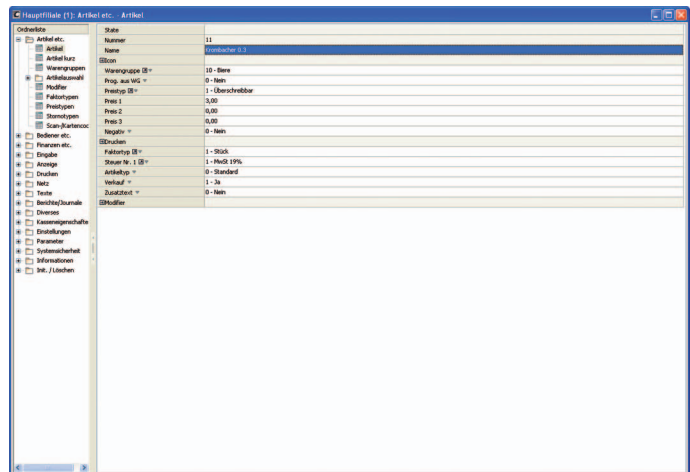 Hauptfiliale (1): Artikel etc. - Artikel
Ordnerliste
Artikel etc.
Artikel
Artikel kurz
Warengruppen
Artikelauswahl
Modifier
Faktortypen
Preistypen
Stornotypen
Scan-/Kartencoc
Bediener etc.
Finanzen etc.
Eingabe
Anzeige
Drucken
Netz
Texte
Berichte/Journale
Diverses
Kasseneigenschafte
Einstellungen
Parameter
Systemsicherheit
Informationen
Init. / Löschen
State
Nummer 11
Name Krombacher 0.3
Icon
Warengruppe 10 - Biere
Prog. aus WG 0 - Nein
Preistyp 1 - Überschreibbar
Preis 1 3,00
Preis 2 0,00
Preis 3 0,00
Negativ 0 - Nein
Drucken
Faktortyp 1 - Stück
Steuer Nr. 1 1 - MwSt 19%
Artikeltyp 0 - Standard
Verkauf 1 - Ja
Zusatztext 0 - Nein
Modifier